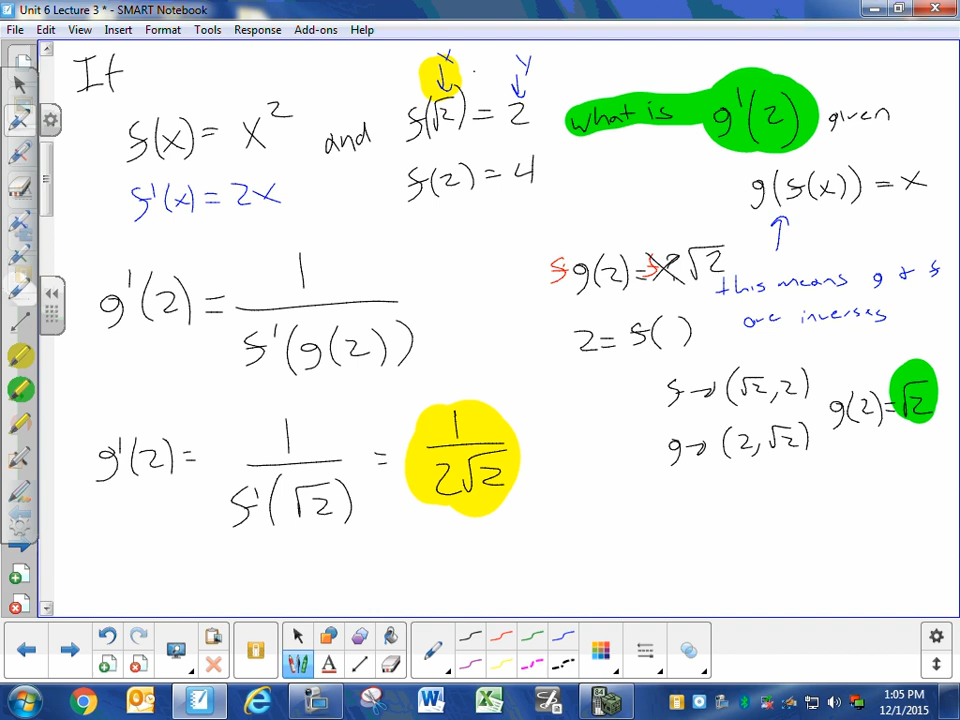 Unit 6 Lecture 3 * - SMART Notebook
File Edit View Insert Format Tools Response Add-ons Help
If
x y
f(x) = x² and f(√2) = 2 what is g'(2) given
f'(x) = 2x f(2) = 4 g(f(x)) = x
g'(2) = 1 / f'(g(2))
f g(2) = √2
this means g & f
are inverses
2 = f( )
f → (√2, 2) g(2) = √2
g → (2, √2)
g'(2) = 1 / f'(√2) = 1 / 2√2
1:05 PM
12/1/2015